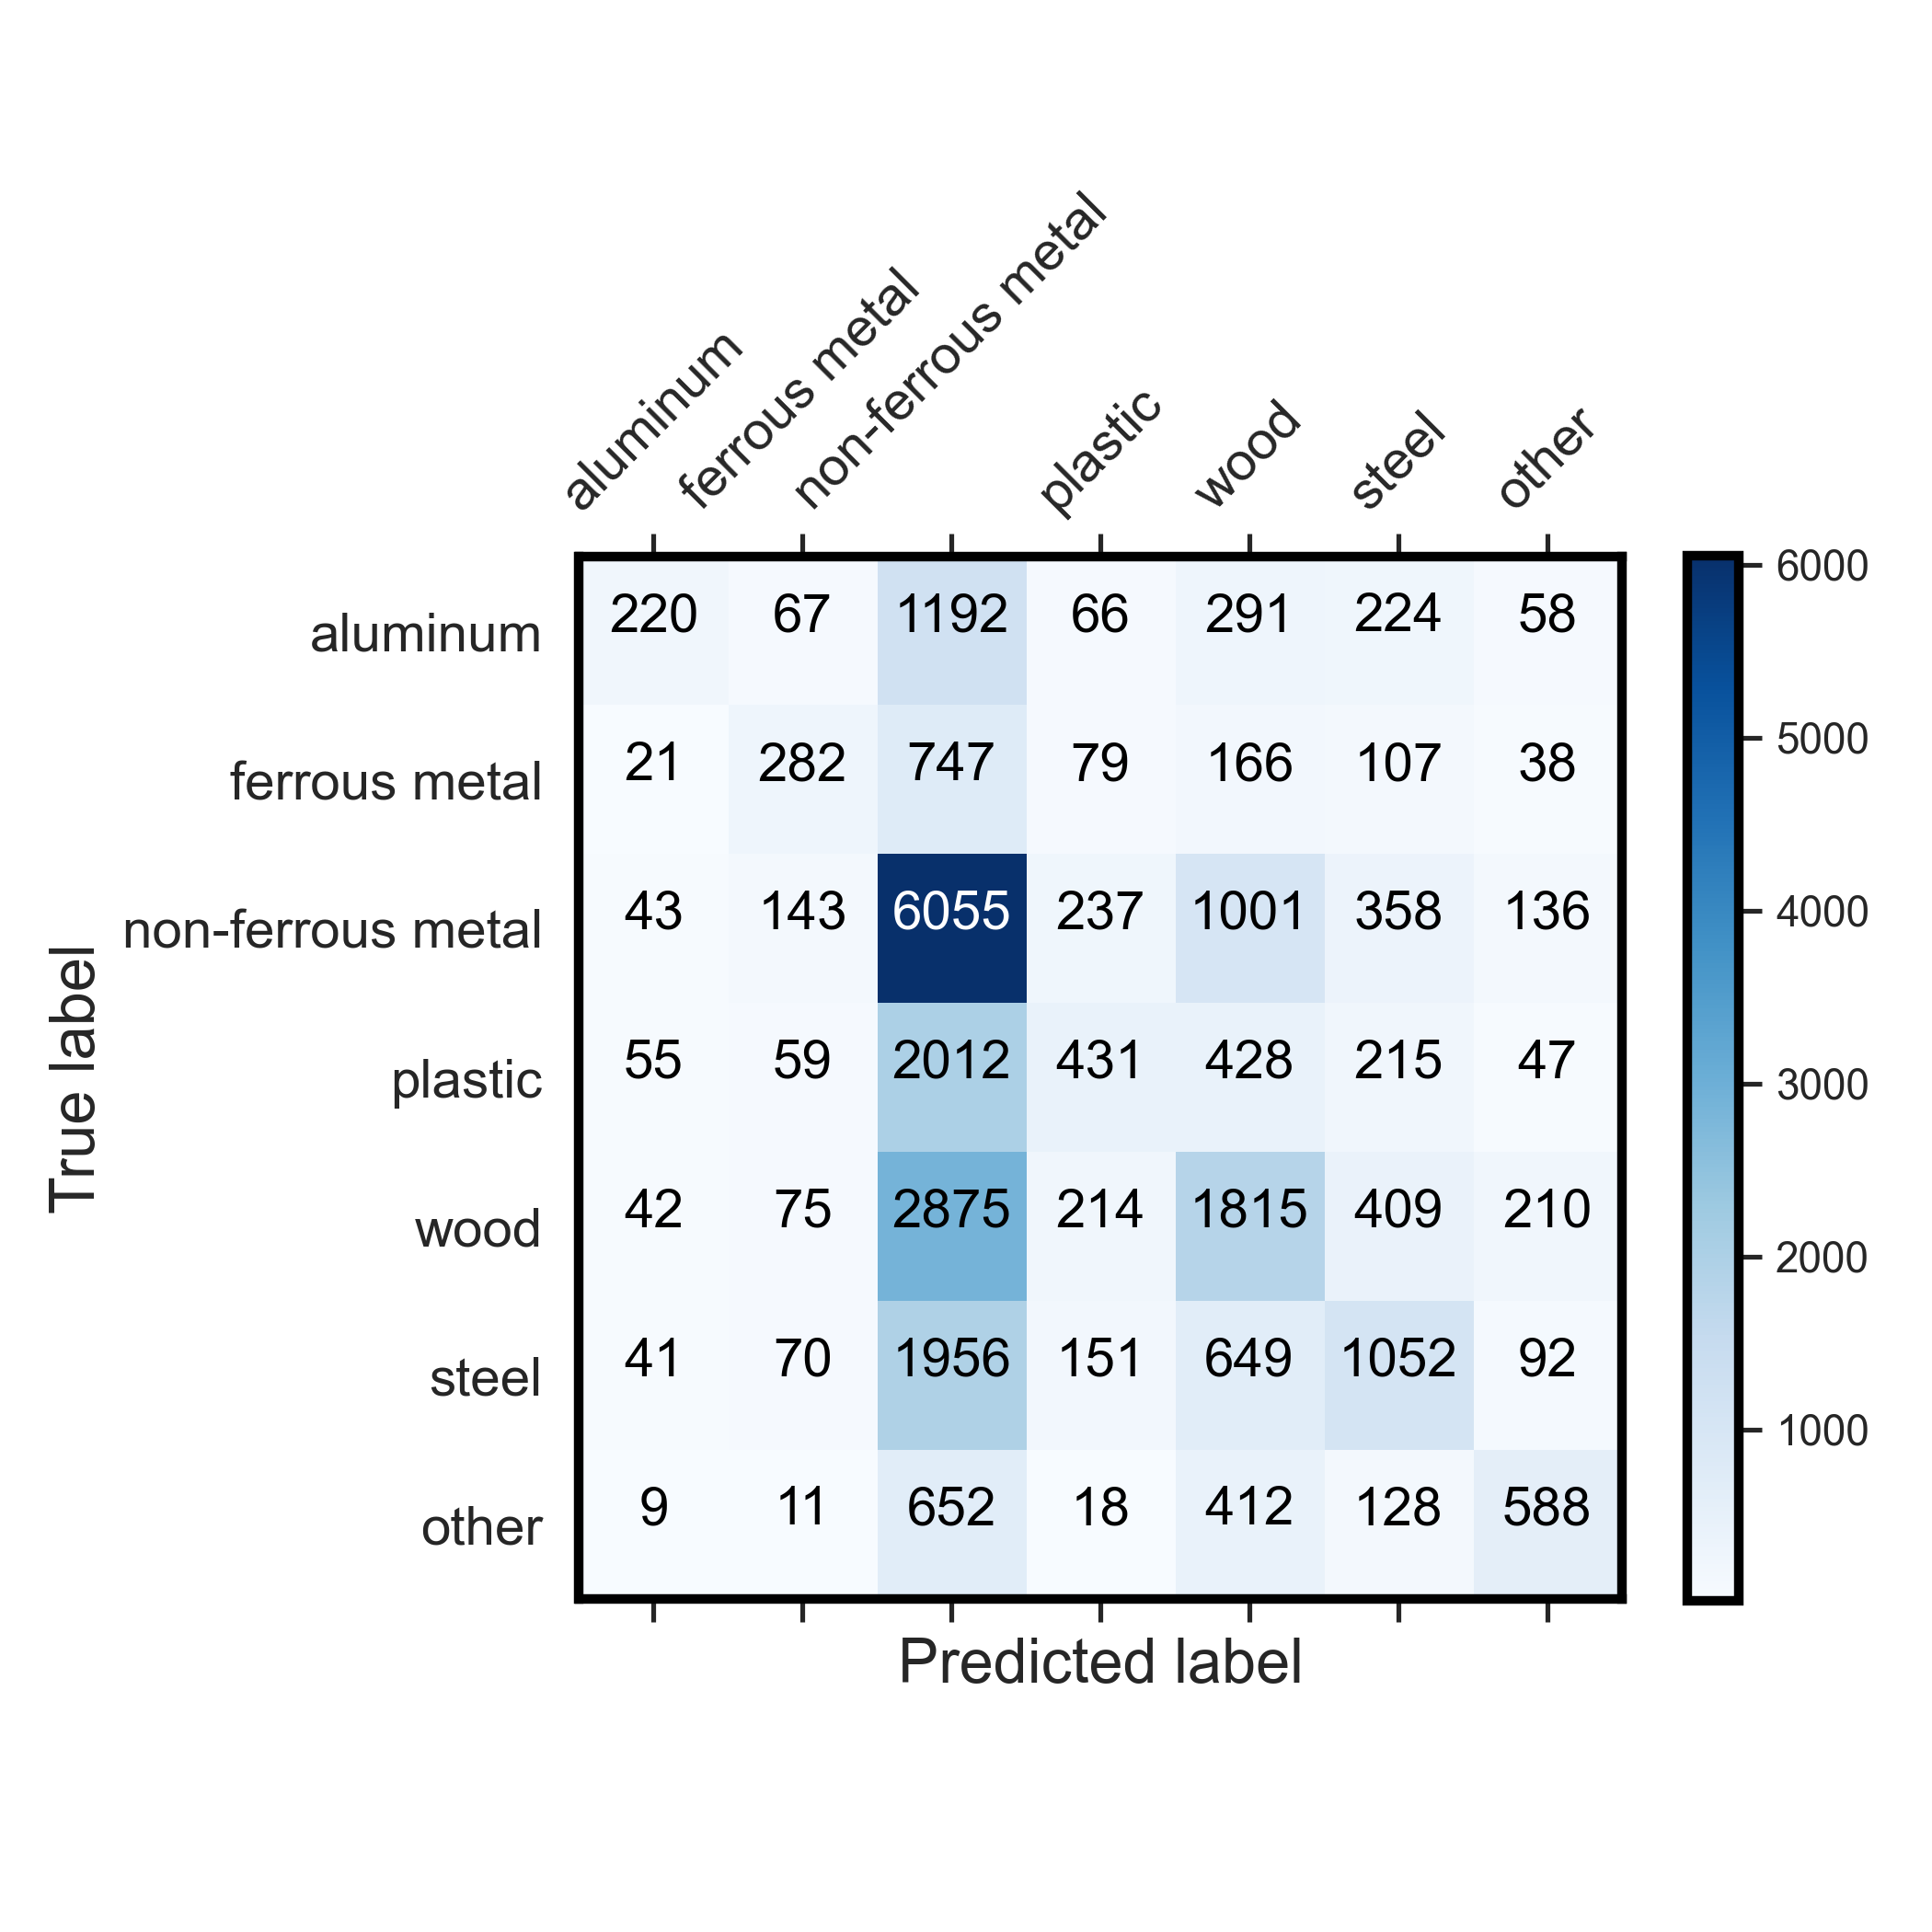 aluminum
ferrous metal
non-ferrous metal
plastic
wood
steel
other
aluminum 220 67 1192 66 291 224 58
ferrous metal 21 282 747 79 166 107 38
non-ferrous metal 43 143 6055 237 1001 358 136
plastic 55 59 2012 431 428 215 47
wood 42 75 2875 214 1815 409 210
steel 41 70 1956 151 649 1052 92
other 9 11 652 18 412 128 588
True label
Predicted label
6000
5000
4000
3000
2000
1000